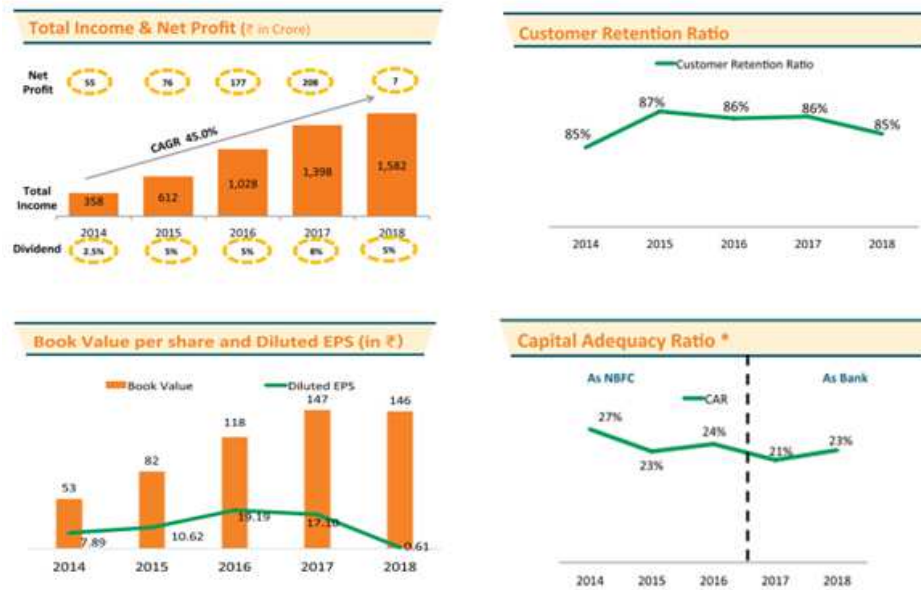 Total Income & Net Profit (₹ in Crore)
Net Profit
55 76 177 208 7
CAGR 45.0%
358 612 1,028 1,398 1,582
Total Income
2014 2015 2016 2017 2018
Dividend 2.5% 5% 5% 8% 5%
Customer Retention Ratio
Customer Retention Ratio
85% 87% 86% 86% 85%
2014 2015 2016 2017 2018
Book Value per share and Diluted EPS (in ₹)
Book Value Diluted EPS
53 82 118 147 146
7.89 10.62 19.19 0.61
2014 2015 2016 2017 2018
Capital Adequacy Ratio *
As NBFC As Bank
CAR
27% 23% 24% 21% 23%
2014 2015 2016 2017 2018